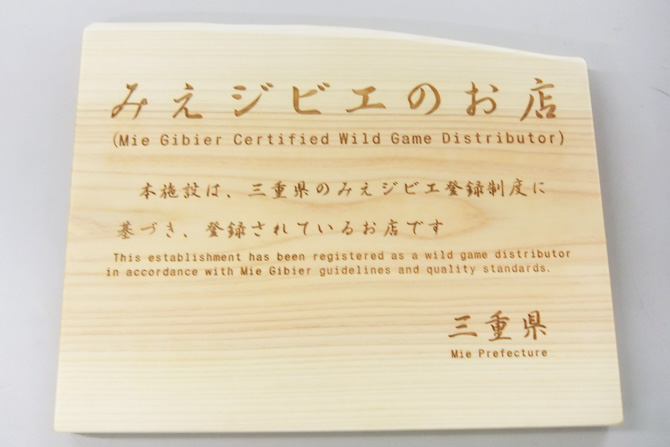 みえジビエのお店
(Mie Gibier Certified Wild Game Distributor)
本施設は、三重県のみえジビエ登録制度に
基づき、登録されているお店です
This establishment has been registered as a wild game distributor
in accordance with Mie Gibier guidelines and quality standards.
三重県
Mie Prefecture